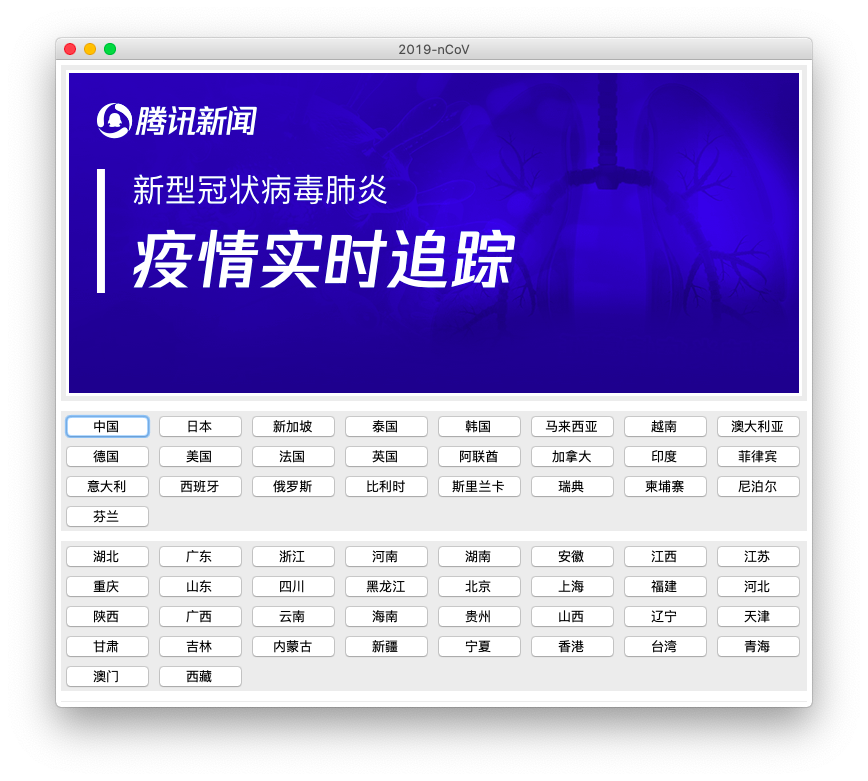 2019-nCoV
腾讯新闻
新型冠状病毒肺炎
疫情实时追踪
中国 日本 新加坡 泰国 韩国 马来西亚 越南 澳大利亚
德国 美国 法国 英国 阿联酋 加拿大 印度 菲律宾
意大利 西班牙 俄罗斯 比利时 斯里兰卡 瑞典 柬埔寨 尼泊尔
芬兰
湖北 广东 浙江 河南 湖南 安徽 江西 江苏
重庆 山东 四川 黑龙江 北京 上海 福建 河北
陕西 广西 云南 海南 贵州 山西 辽宁 天津
甘肃 吉林 内蒙古 新疆 宁夏 香港 台湾 青海
澳门 西藏